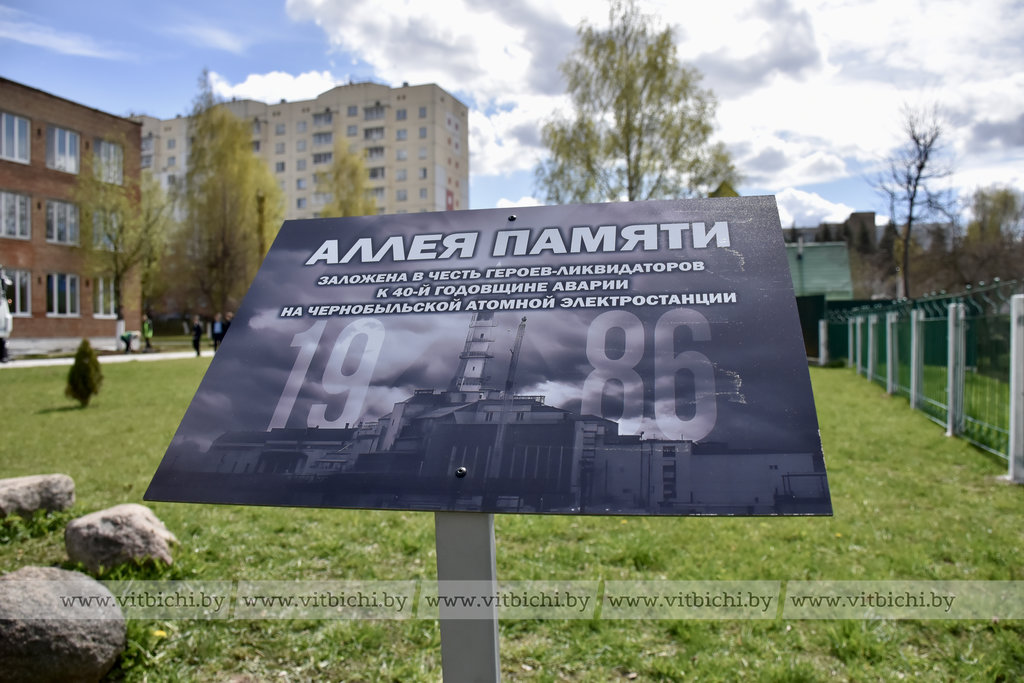 АЛЛЕЯ ПАМЯТИ
ЗАЛОЖЕНА В ЧЕСТЬ ГЕРОЕВ-ЛИКВИДАТОРОВ
К 40-Й ГОДОВЩИНЕ АВАРИИ
НА ЧЕРНОБЫЛЬСКОЙ АТОМНОЙ ЭЛЕКТРОСТАНЦИИ
1986
www.vitbichi.by / www.vitbichi.by / www.vitbichi.by / www.vitbichi.by / www.vitbichi.by